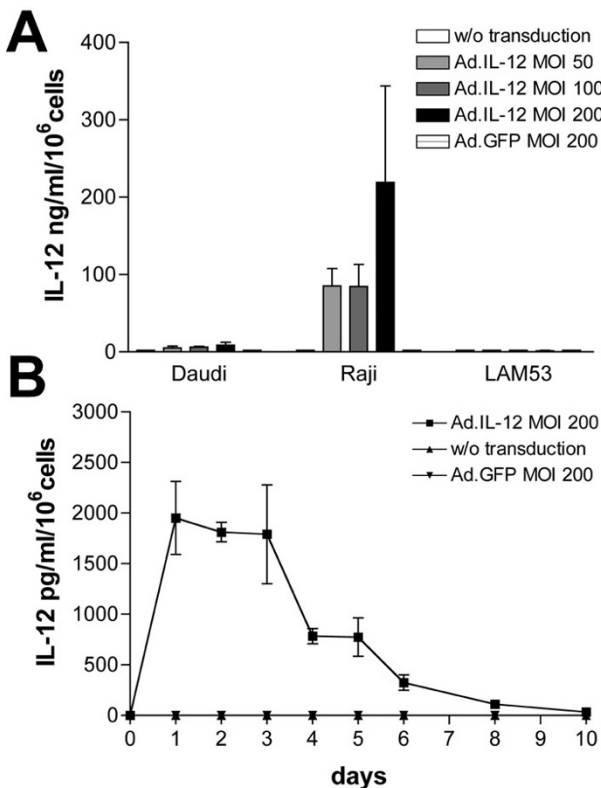 A
IL-12 ng/ml/10⁶cells
400
300
200
100
0
w/o transduction
Ad.IL-12 MOI 50
Ad.IL-12 MOI 100
Ad.IL-12 MOI 200
Ad.GFP MOI 200
Daudi Raji LAM53
B
IL-12 pg/ml/10⁶cells
3000
2500
2000
1500
1000
500
0
Ad.IL-12 MOI 200
w/o transduction
Ad.GFP MOI 200
0 1 2 3 4 5 6 7 8 9 10
days